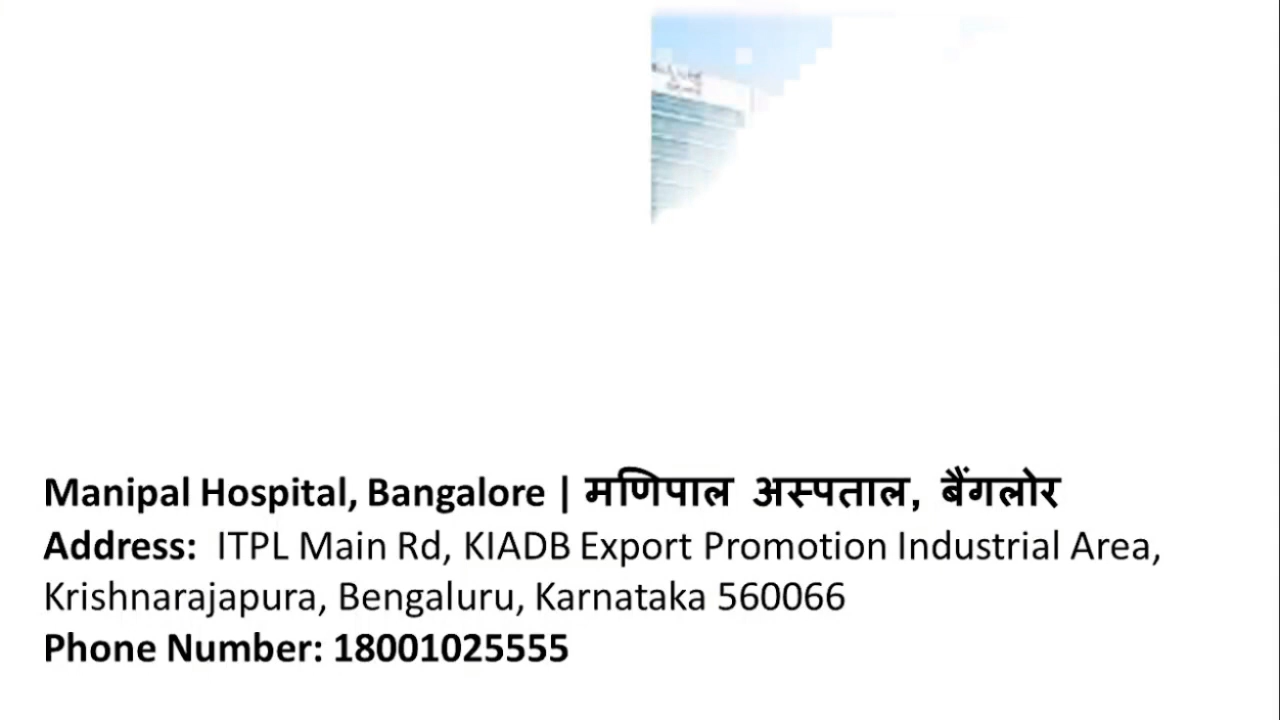 Manipal Hospital, Bangalore | मणिपाल अस्पताल, बैंगलोर
Address: ITPL Main Rd, KIADB Export Promotion Industrial Area,
Krishnarajapura, Bengaluru, Karnataka 560066
Phone Number: 18001025555